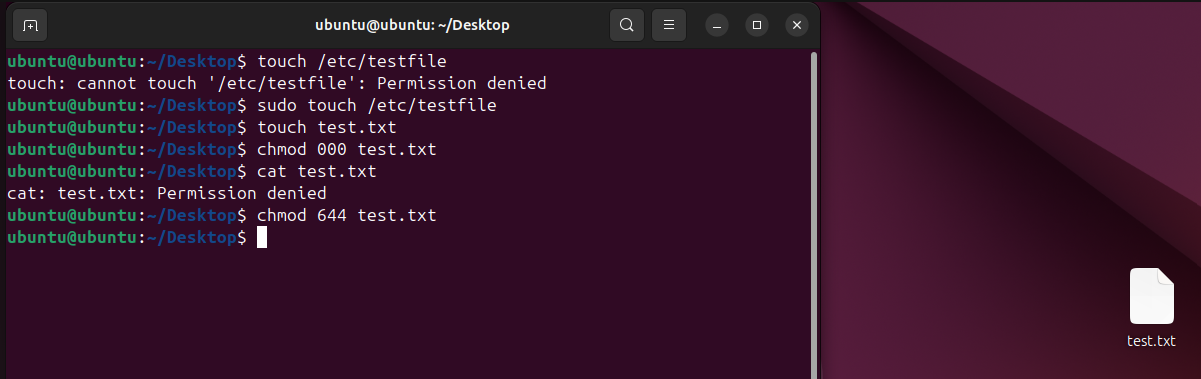 ubuntu@ubuntu: ~/Desktop
ubuntu@ubuntu:~/Desktop$ touch /etc/testfile
touch: cannot touch '/etc/testfile': Permission denied
ubuntu@ubuntu:~/Desktop$ sudo touch /etc/testfile
ubuntu@ubuntu:~/Desktop$ touch test.txt
ubuntu@ubuntu:~/Desktop$ chmod 000 test.txt
ubuntu@ubuntu:~/Desktop$ cat test.txt
cat: test.txt: Permission denied
ubuntu@ubuntu:~/Desktop$ chmod 644 test.txt
ubuntu@ubuntu:~/Desktop$
test.txt